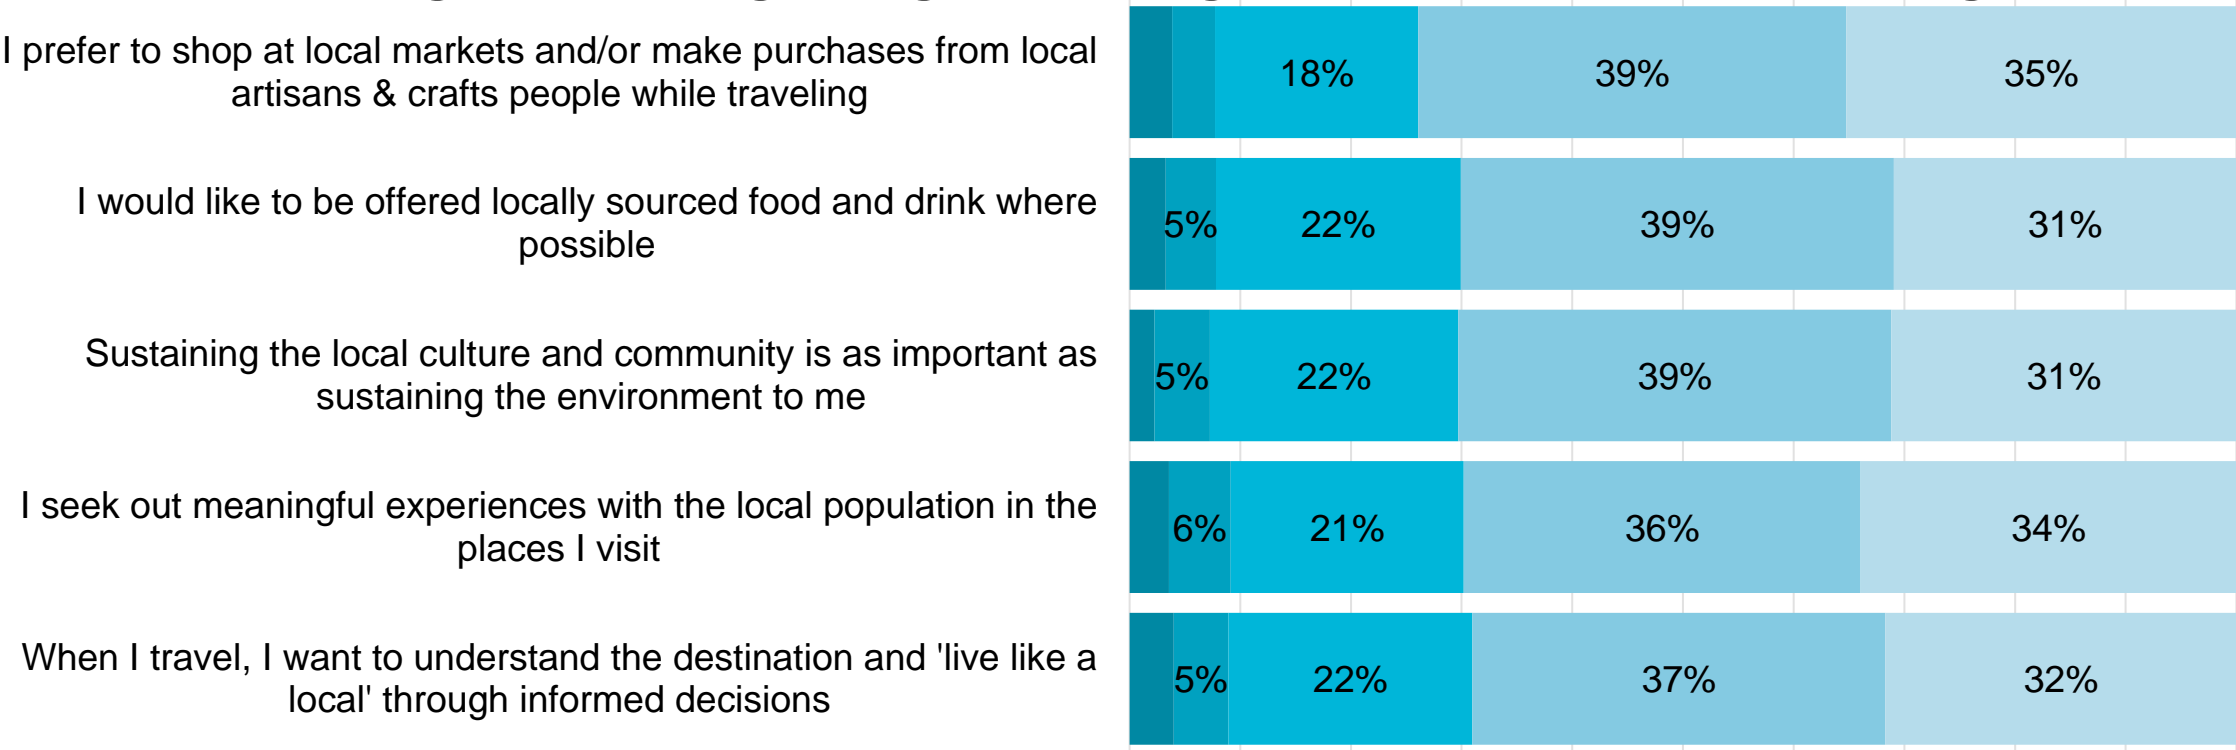 I prefer to shop at local markets and/or make purchases from local
artisans & crafts people while traveling
18% 39% 35%
I would like to be offered locally sourced food and drink where
possible
5% 22% 39% 31%
Sustaining the local culture and community is as important as
sustaining the environment to me
5% 22% 39% 31%
I seek out meaningful experiences with the local population in the
places I visit
6% 21% 36% 34%
When I travel, I want to understand the destination and 'live like a
local' through informed decisions
5% 22% 37% 32%